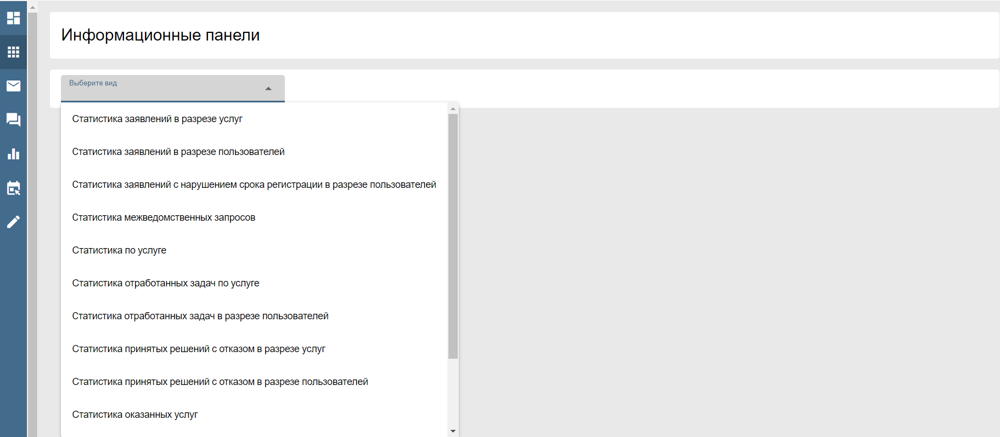 Информационные панели
Выберите вид
Статистика заявлений в разрезе услуг
Статистика заявлений в разрезе пользователей
Статистика заявлений с нарушением срока регистрации в разрезе пользователей
Статистика межведомственных запросов
Статистика по услуге
Статистика отработанных задач по услуге
Статистика отработанных задач в разрезе пользователей
Статистика принятых решений с отказом в разрезе услуг
Статистика принятых решений с отказом в разрезе пользователей
Статистика оказанных услуг